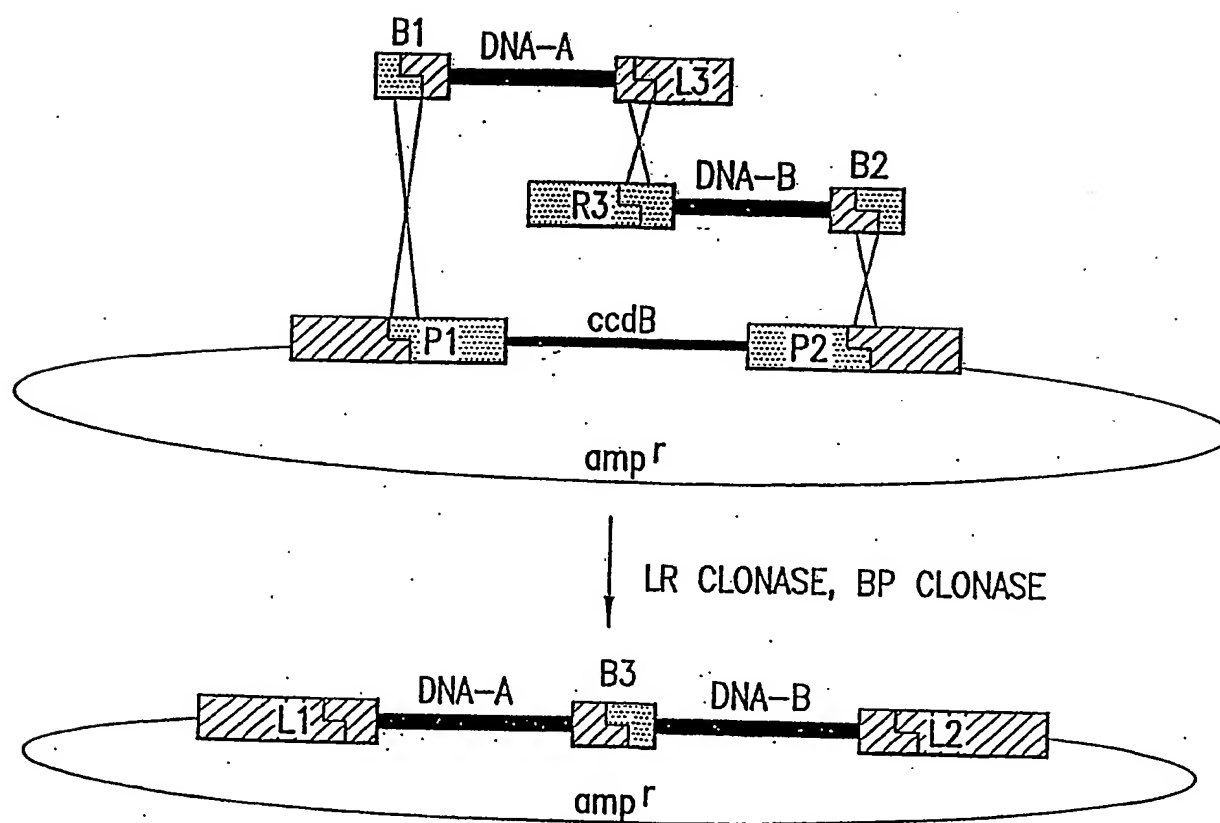 B1 DNA-A L3
R3 DNA-B B2
P1 ccdB P2
amp r
LR CLONASE, BP CLONASE
L1 DNA-A B3 DNA-B L2
amp r